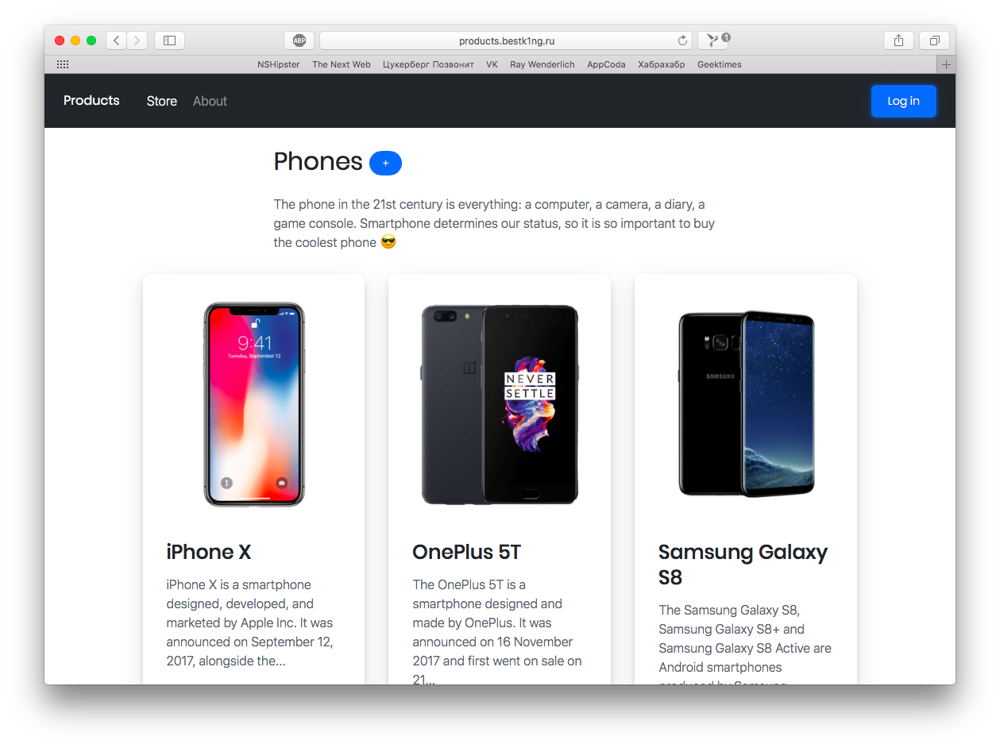 ABP
products.bestk1ng.ru
1
NSHipster The Next Web Цукерберг Позвонит VK Ray Wenderlich AppCoda Хабрахабр Geektimes
Products Store About Log in
Phones +
The phone in the 21st century is everything: a computer, a camera, a diary, a
game console. Smartphone determines our status, so it is so important to buy
the coolest phone 😎
9:41
Tuesday, September 12
1
NEVER
SETTLE
SAMSUNG
iPhone X
iPhone X is a smartphone
designed, developed, and
marketed by Apple Inc. It was
announced on September 12,
2017, alongside the...
OnePlus 5T
The OnePlus 5T is a
smartphone designed and
made by OnePlus. It was
announced on 16 November
2017 and first went on sale on
21...
Samsung Galaxy
S8
The Samsung Galaxy S8,
Samsung Galaxy S8+ and
Samsung Galaxy S8 Active are
Android smartphones
produced by Samsung